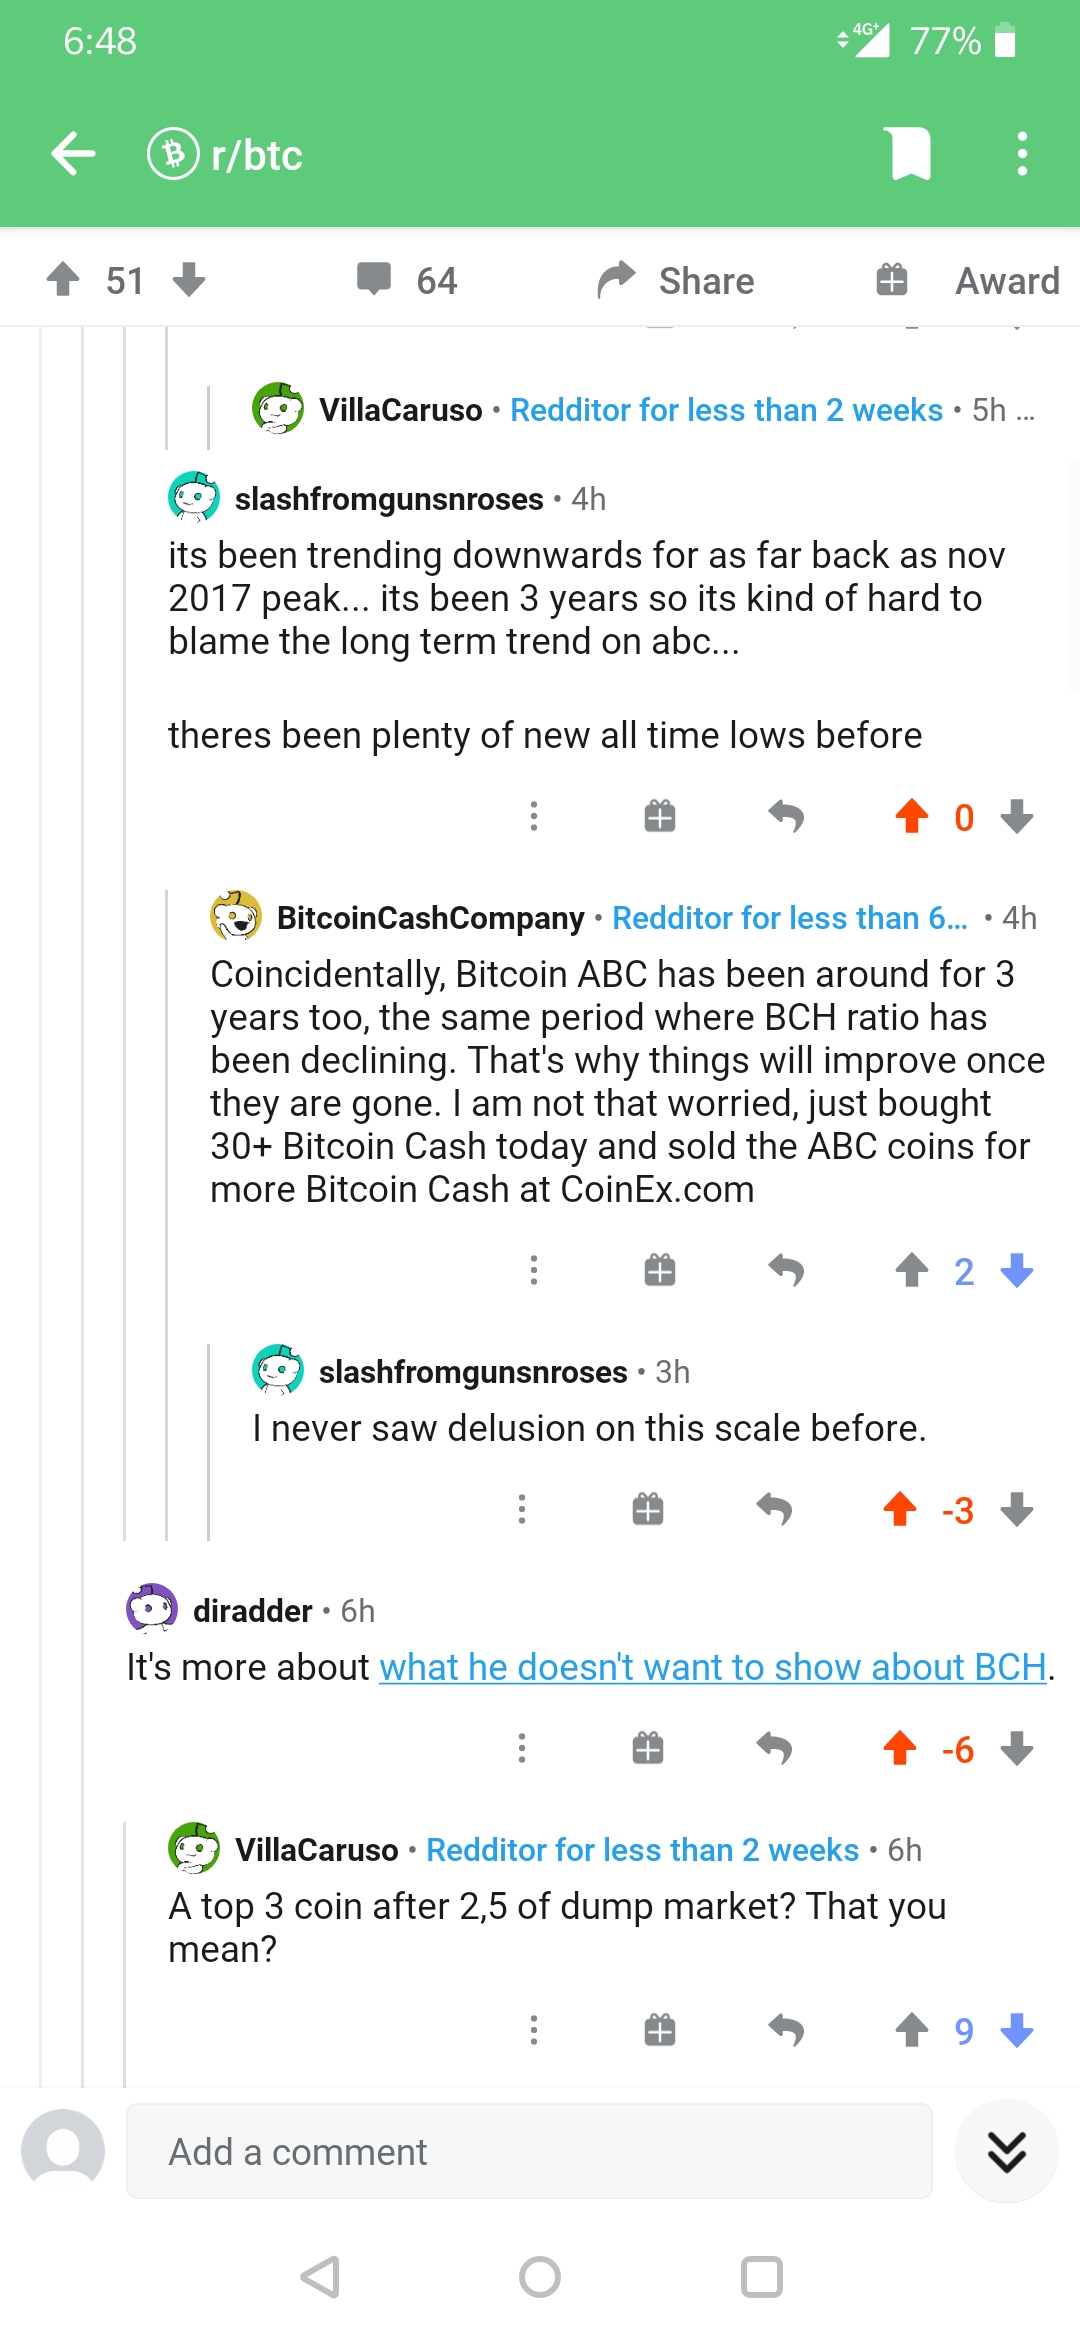 6:48
4G+ 77%
r/btc
51 64 Share Award
VillaCaruso • Redditor for less than 2 weeks • 5h ...
slashfromgunsnroses • 4h
its been trending downwards for as far back as nov
2017 peak... its been 3 years so its kind of hard to
blame the long term trend on abc...
theres been plenty of new all time lows before
0
BitcoinCashCompany • Redditor for less than 6... • 4h
Coincidentally, Bitcoin ABC has been around for 3
years too, the same period where BCH ratio has
been declining. That's why things will improve once
they are gone. I am not that worried, just bought
30+ Bitcoin Cash today and sold the ABC coins for
more Bitcoin Cash at CoinEx.com
2
slashfromgunsnroses • 3h
I never saw delusion on this scale before.
-3
diradder • 6h
It's more about what he doesn't want to show about BCH.
-6
VillaCaruso • Redditor for less than 2 weeks • 6h
A top 3 coin after 2,5 of dump market? That you
mean?
9
Add a comment